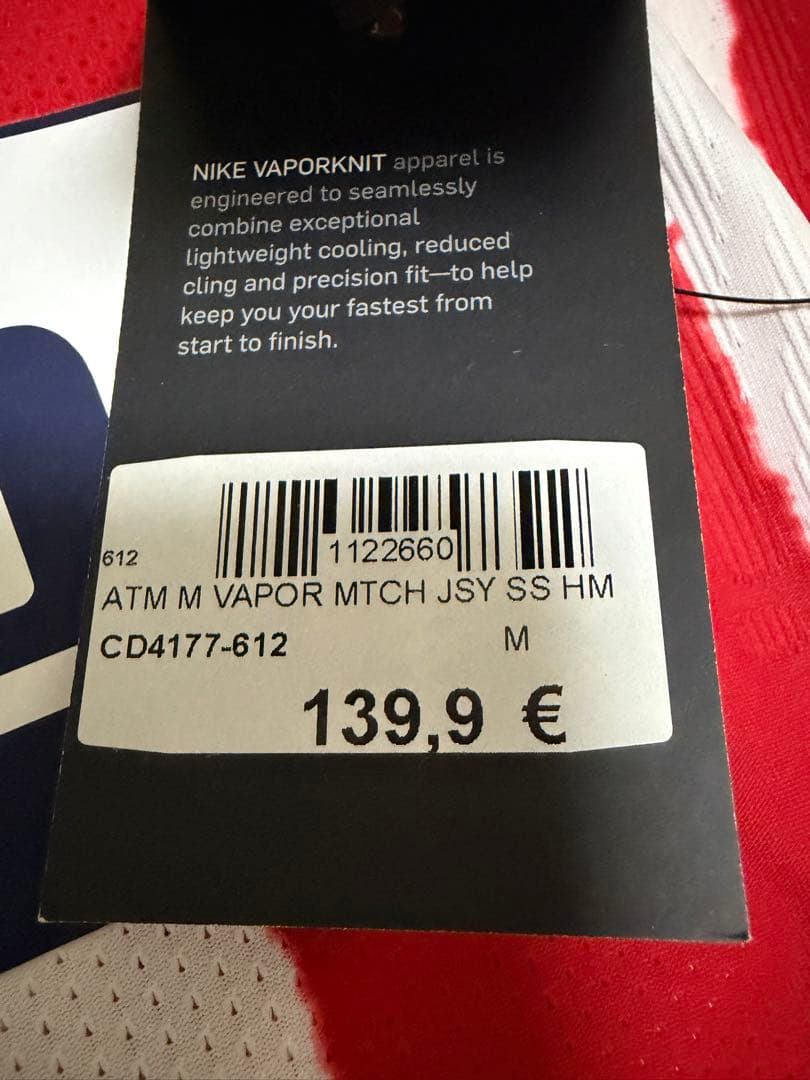 NIKE VAPORKNIT apparel is
engineered to seamlessly
combine exceptional
lightweight cooling, reduced
cling and precision fit—to help
keep you your fastest from
start to finish.
612
1122660
ATM M VAPOR MTCH JSY SS HM
CD4177-612 M
139,9 €